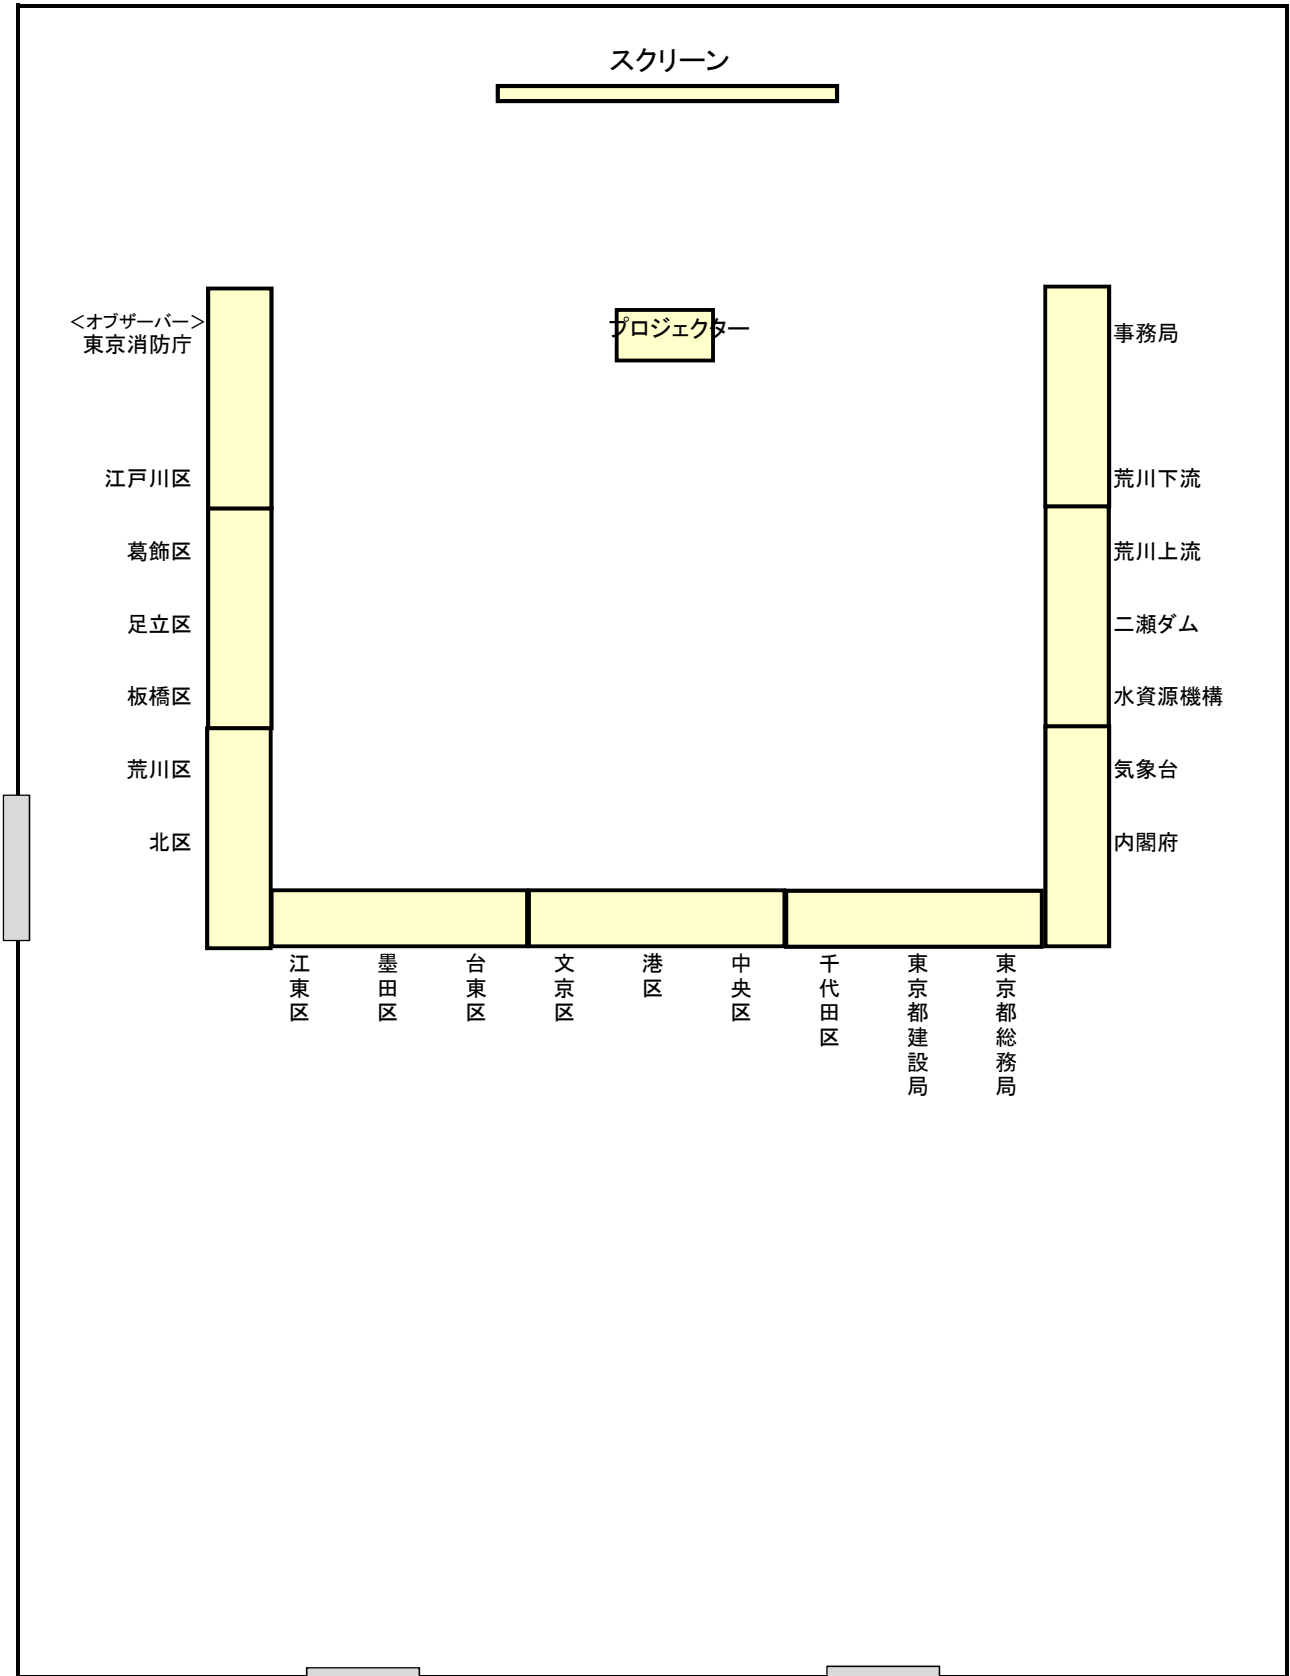 スクリーン
プロジェクター
<オブザーバー>
東京消防庁
江戸川区
葛飾区
足立区
板橋区
荒川区
北区
江東区
墨田区
台東区
文京区
港区
中央区
千代田区
東京都建設局
東京都総務局
事務局
荒川下流
荒川上流
二瀬ダム
水資源機構
気象台
内閣府